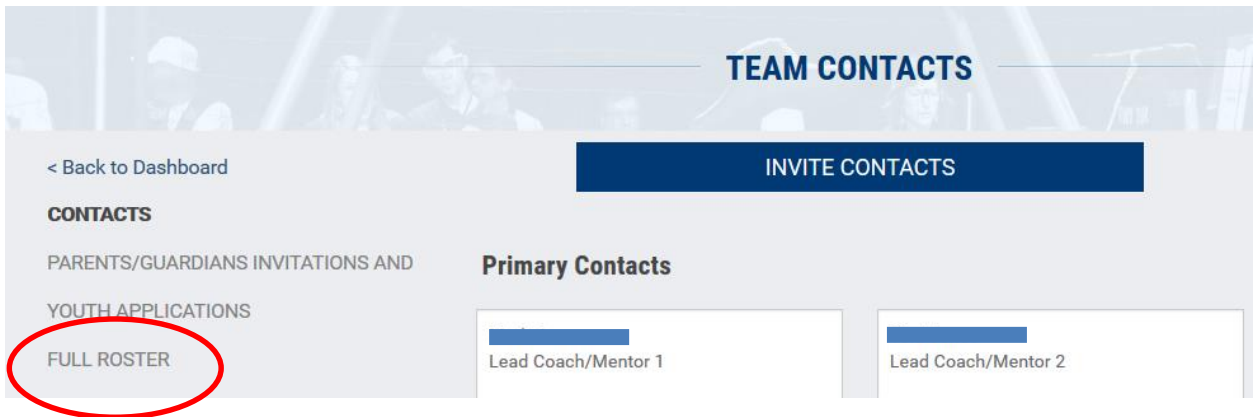 TEAM CONTACTS
< Back to Dashboard
INVITE CONTACTS
CONTACTS
PARENTS/GUARDIANS INVITATIONS AND
YOUTH APPLICATIONS
FULL ROSTER
Primary Contacts
Lead Coach/Mentor 1
Lead Coach/Mentor 2